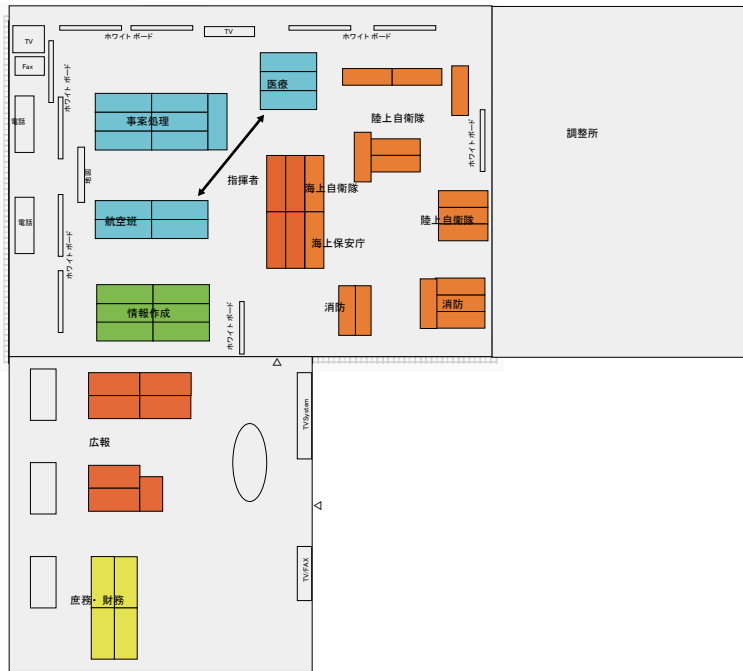 TV
ホワイトボード
TV
ホワイトボード
Fax
ホワイトボード
医療
電話
事案処理
陸上自衛隊
ホワイトボード
調整所
地図
指揮者
海上自衛隊
電話
航空班
陸上自衛隊
ホワイトボード
海上保安庁
情報作成
ホワイトボード
消防
消防
TVSystem
広報
TV/FAX
庶務・財務